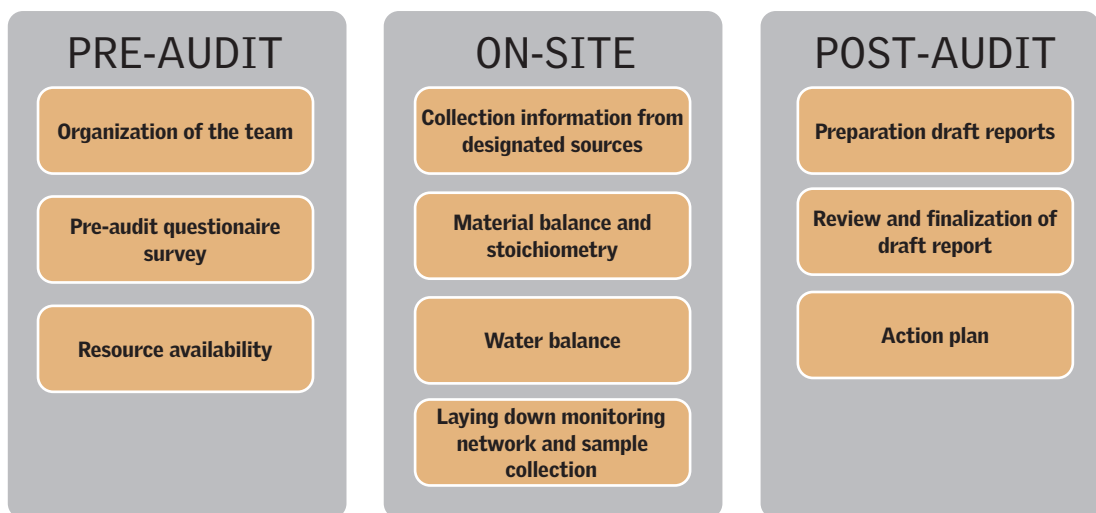 PRE-AUDIT
Organization of the team
Pre-audit questionaire
survey
Resource availability
ON-SITE
Collection information from
designated sources
Material balance and
stoichiometry
Water balance
Laying down monitoring
network and sample
collection
POST-AUDIT
Preparation draft reports
Review and finalization of
draft report
Action plan